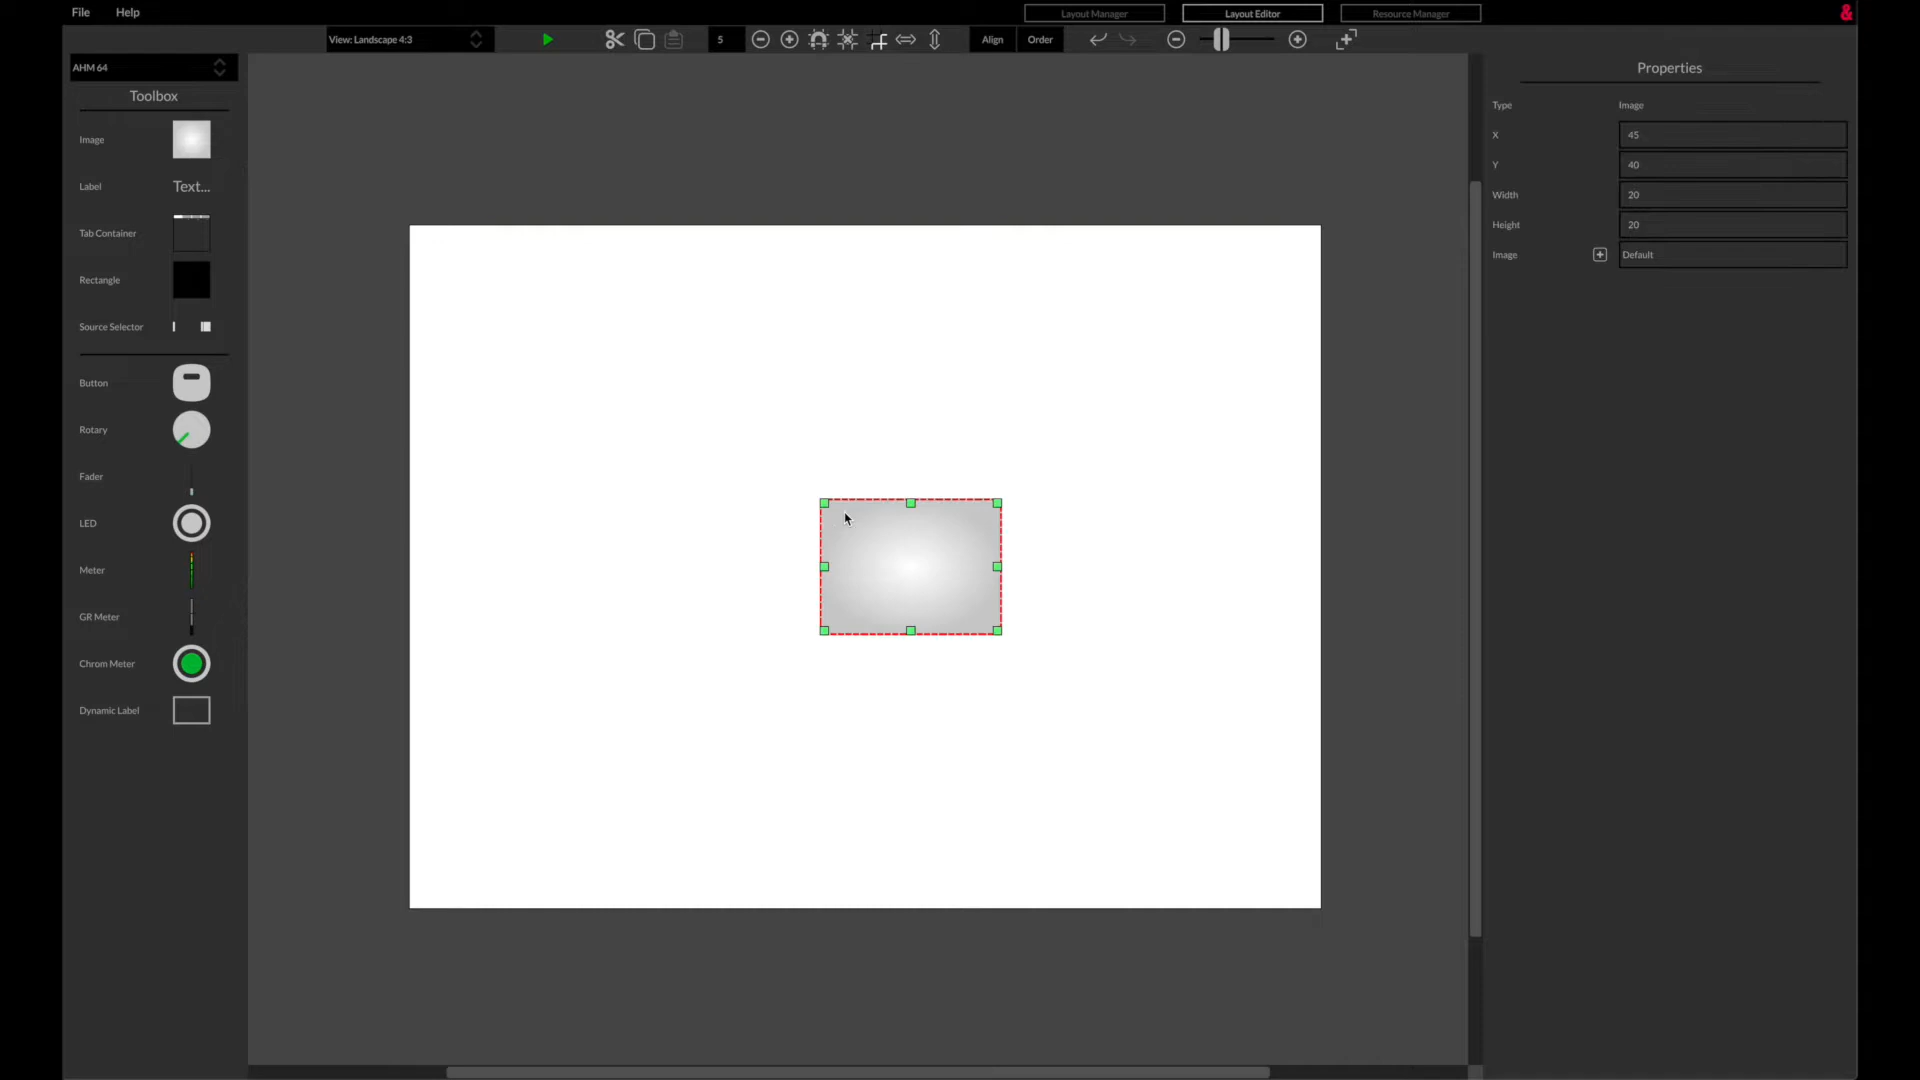 File Help Layout Manager Layout Editor Resource Manager &
View: Landscape 4:3 5 Align Order
AHM 64
Toolbox
Image
Label Text...
Tab Container
Rectangle
Source Selector
Button
Rotary
Fader
LED
Meter
GR Meter
Chrom Meter
Dynamic Label
Properties
Type Image
X 45
Y 40
Width 20
Height 20
Image Default